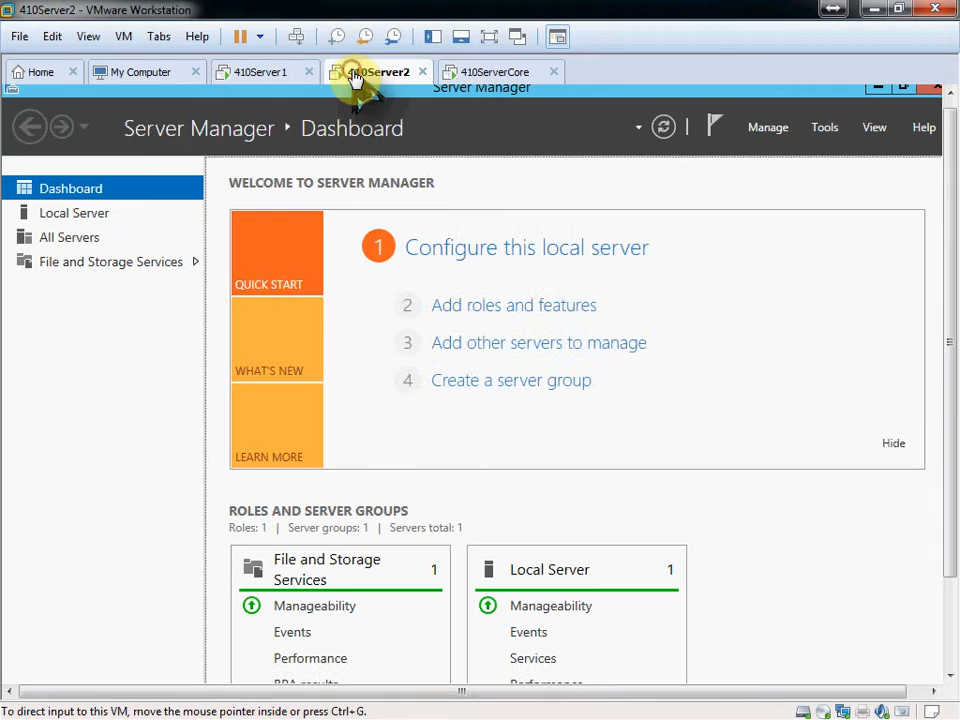 410Server2 - VMware Workstation
File Edit View VM Tabs Help
Home My Computer 410Server1 410Server2 410ServerCore
Server Manager
Server Manager Dashboard
Manage Tools View Help
Dashboard
Local Server
All Servers
File and Storage Services
WELCOME TO SERVER MANAGER
QUICK START
WHAT'S NEW
LEARN MORE
1 Configure this local server
2 Add roles and features
3 Add other servers to manage
4 Create a server group
Hide
ROLES AND SERVER GROUPS
Roles: 1 | Server groups: 1 | Servers total: 1
File and Storage
Services
1
Manageability
Events
Performance
BPA results
Local Server 1
Manageability
Events
Services
Performance
To direct input to this VM, move the mouse pointer inside or press Ctrl+G.